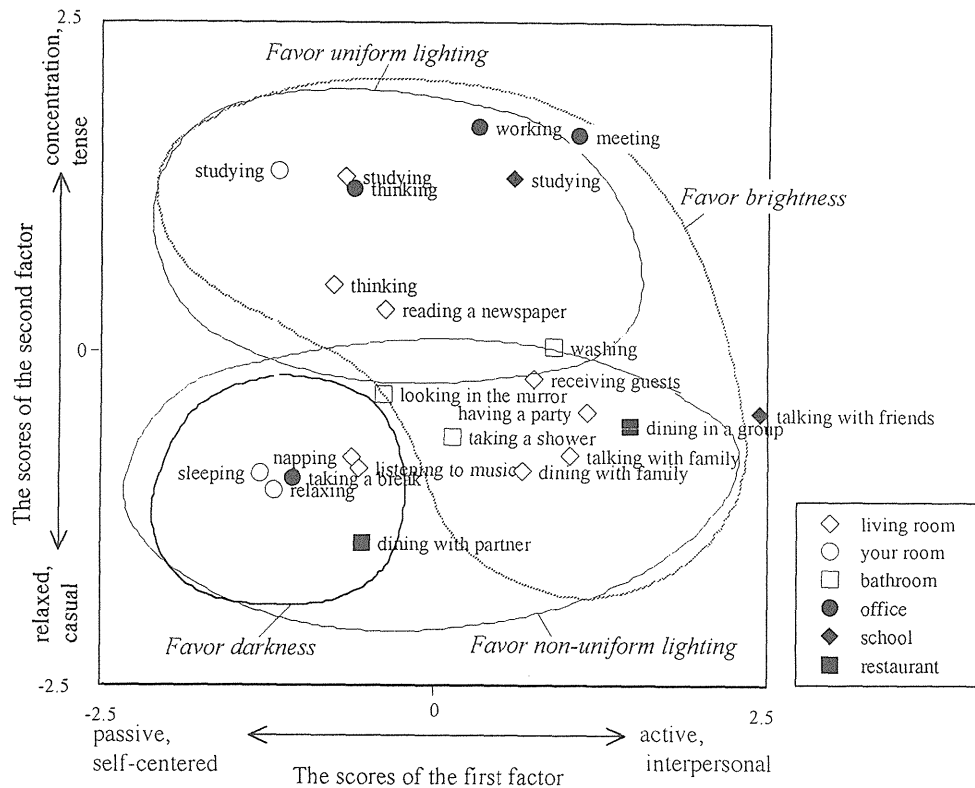 2.5
concentration,
tense
Favor uniform lighting
working
meeting
studying
studying
thinking
studying
Favor brightness
thinking
reading a newspaper
The scores of the second factor
0
washing
receiving guests
looking in the mirror
having a party
talking with friends
dining in a group
taking a shower
napping
talking with family
listening to music
dining with family
sleeping
taking a break
relaxing
dining with partner
relaxed,
casual
Favor darkness
Favor non-uniform lighting
-2.5
living room
your room
bathroom
office
school
restaurant
-2.5
0
2.5
passive,
self-centered
active,
interpersonal
The scores of the first factor